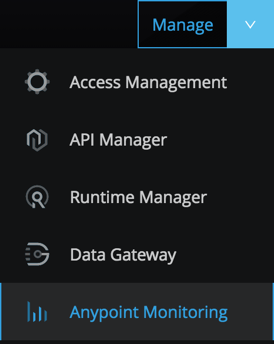 Manage
Access Management
API Manager
Runtime Manager
Data Gateway
Anypoint Monitoring